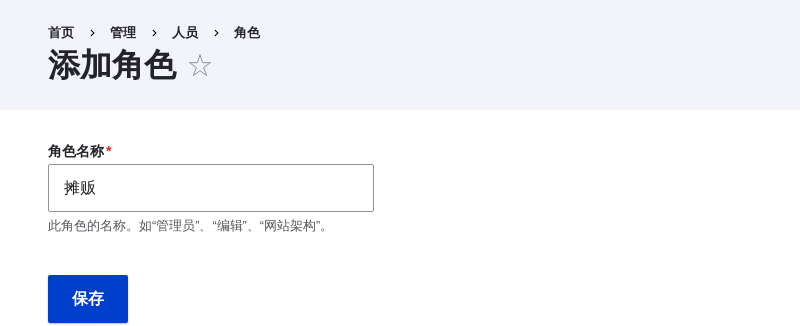 首页 › 管理 › 人员 › 角色
添加角色 ☆
角色名称*
摊贩
此角色的名称。如“管理员”、“编辑”、“网站架构”。
保存